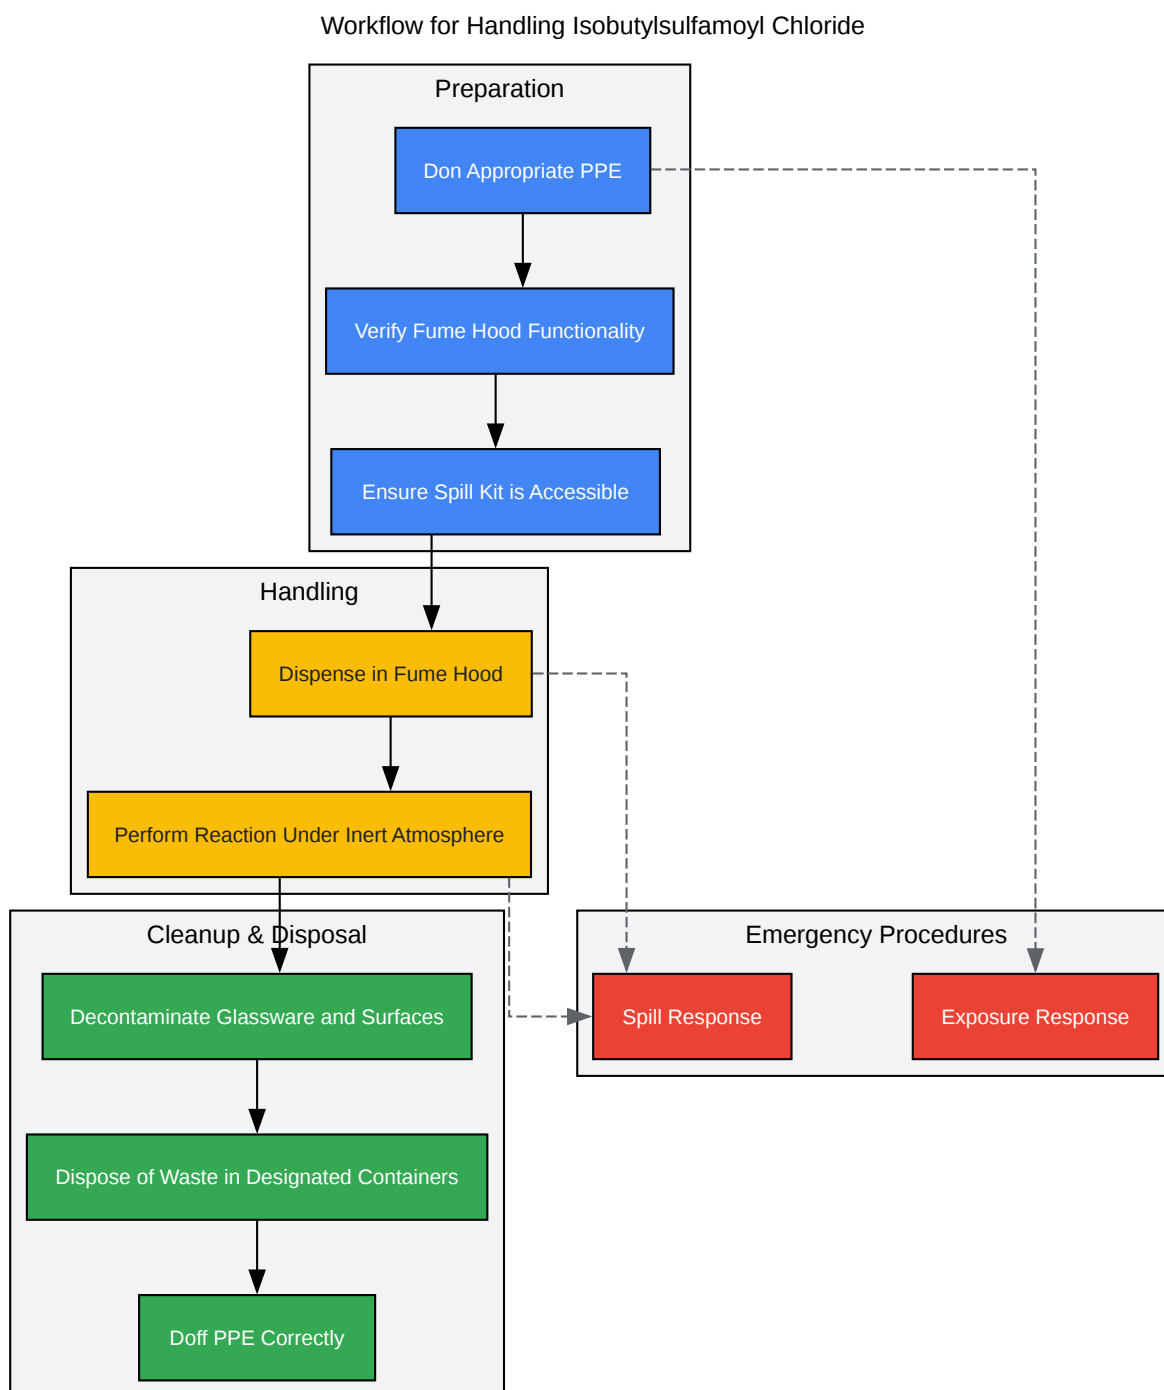 Workflow for Handling Isobutylsulfamoyl Chloride
Preparation
Don Appropriate PPE
Verify Fume Hood Functionality
Ensure Spill Kit is Accessible
Handling
Dispense in Fume Hood
Perform Reaction Under Inert Atmosphere
Cleanup & Disposal
Decontaminate Glassware and Surfaces
Dispose of Waste in Designated Containers
Doff PPE Correctly
Emergency Procedures
Spill Response
Exposure Response